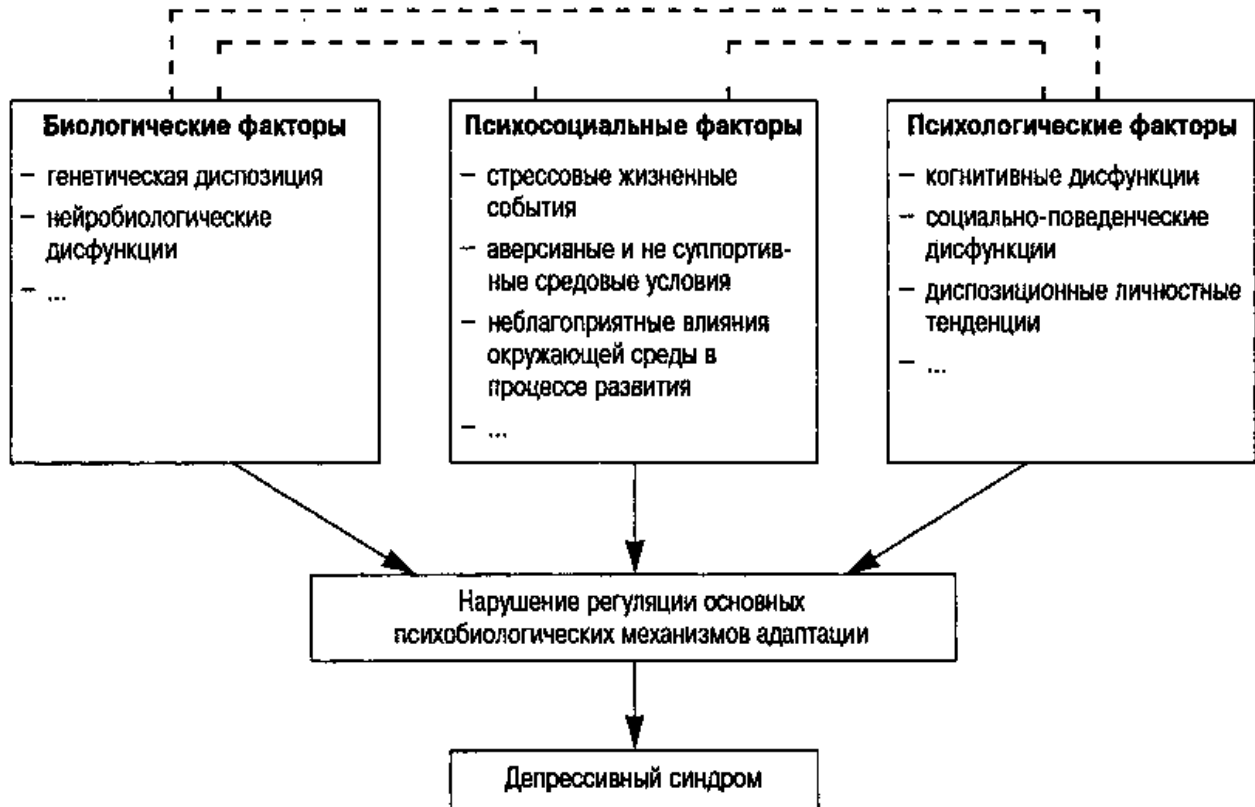 Биологические факторы
– генетическая диспозиция
– нейробиологические
дисфункции
– ...
Психосоциальные факторы
– стрессовые жизненные
события
– аверсивные и не суппортив-
ные средовые условия
– неблагоприятные влияния
окружающей среды в
процессе развития
– ...
Психологические факторы
– когнитивные дисфункции
– социально-поведенческие
дисфункции
– диспозиционные личностные
тенденции
– ...
Нарушение регуляции основных
психобиологических механизмов адаптации
Депрессивный синдром